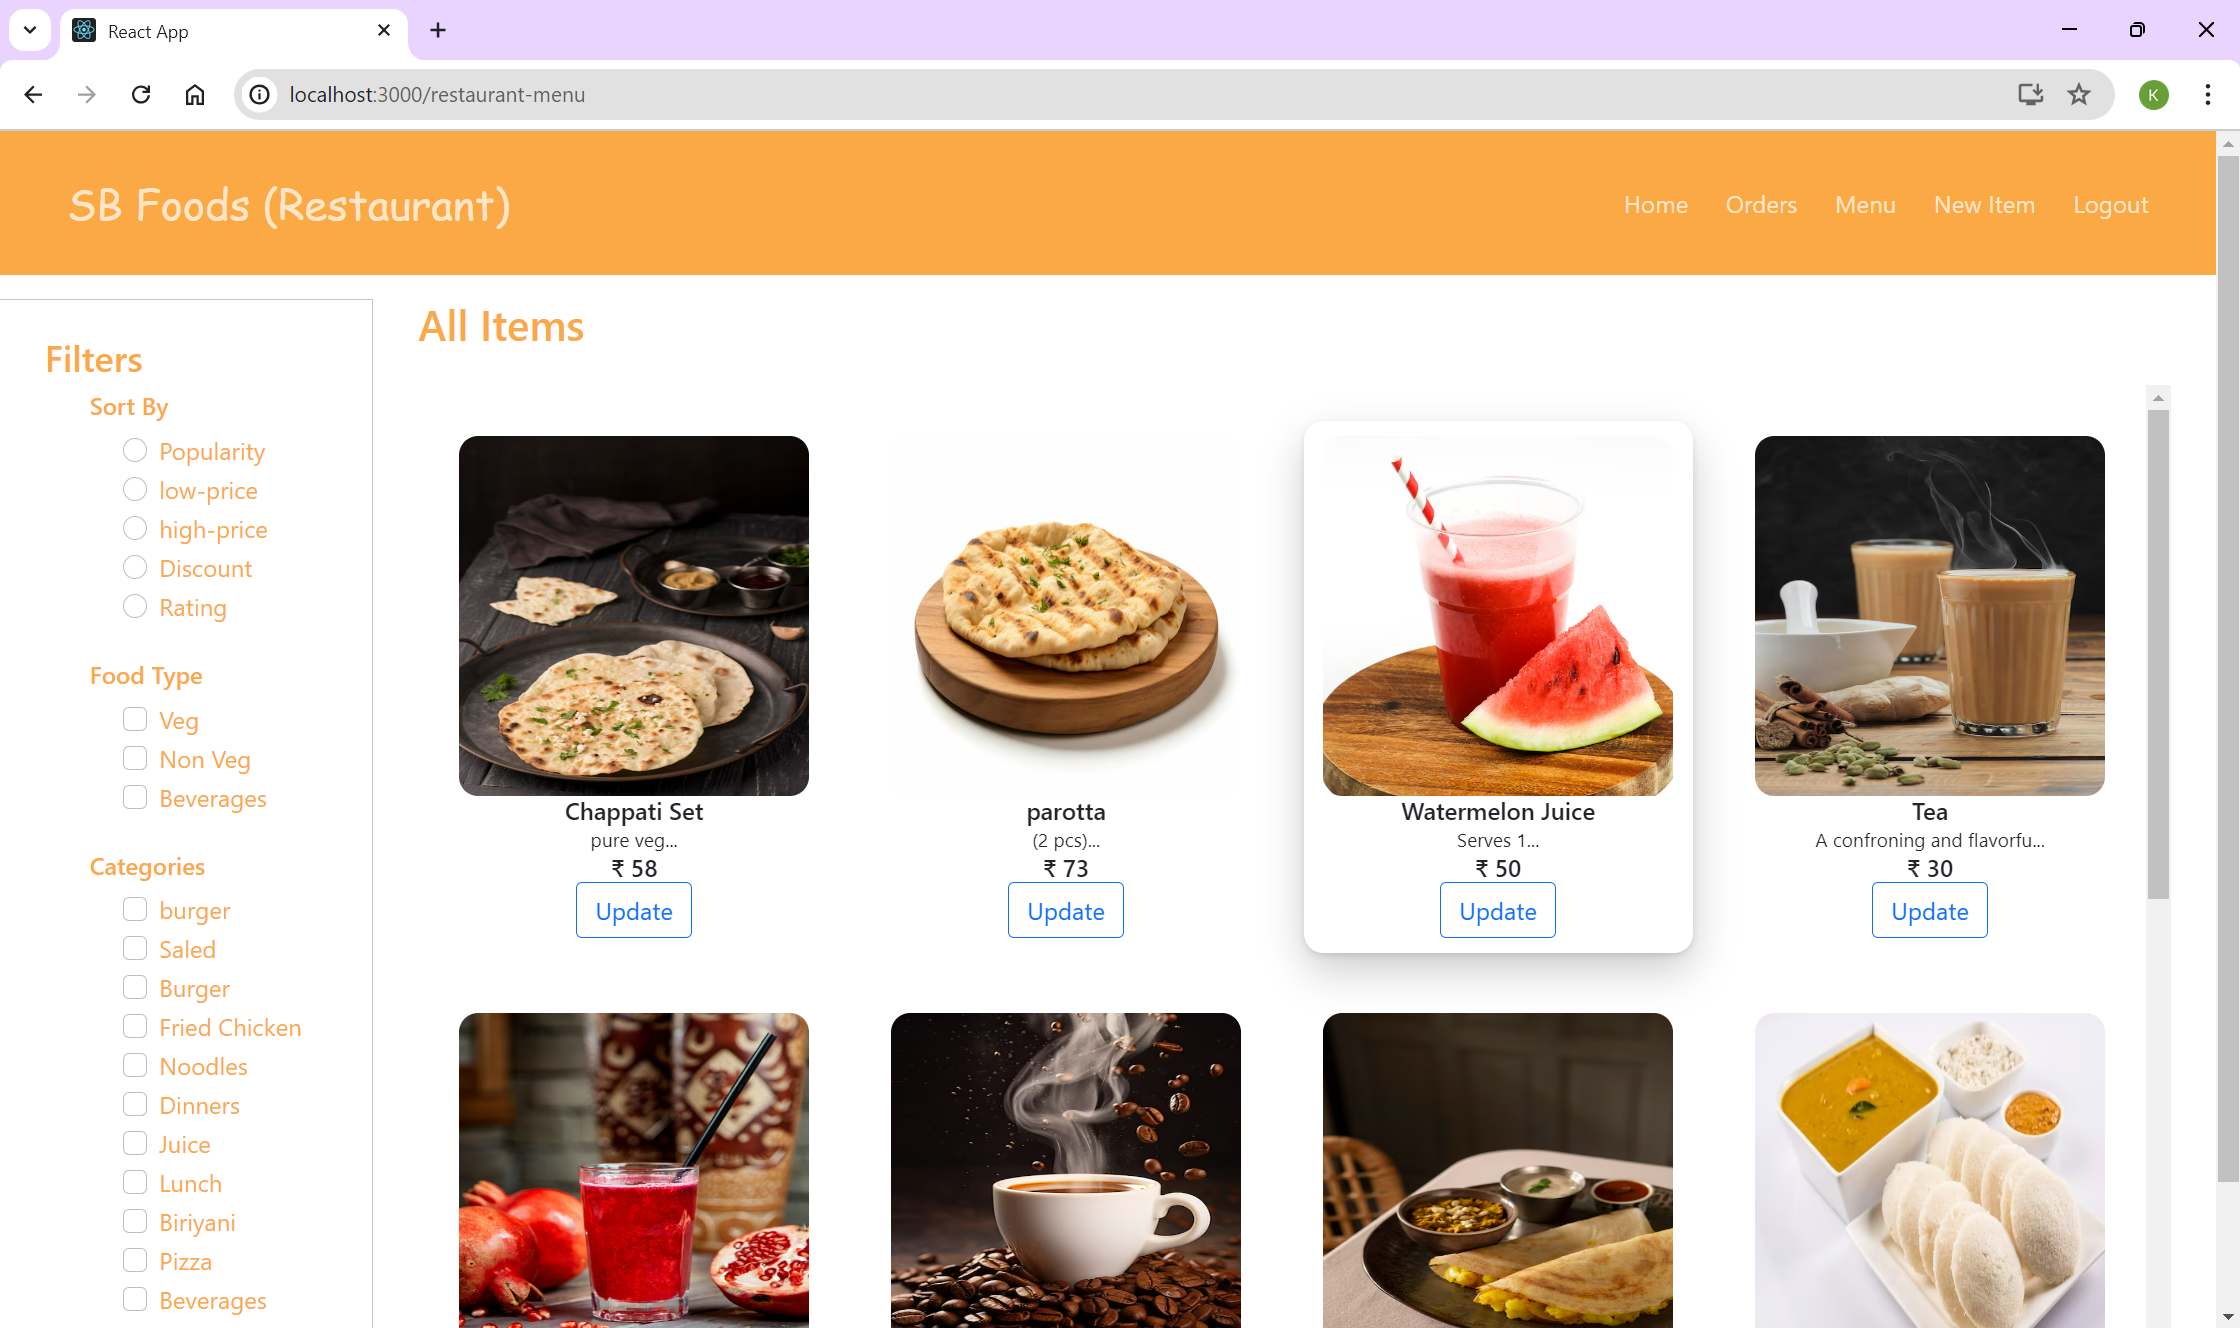 React App
localhost:3000/restaurant-menu
K
SB Foods (Restaurant)
Home Orders Menu New Item Logout
All Items
Filters
Sort By
Popularity
low-price
high-price
Discount
Rating
Food Type
Veg
Non Veg
Beverages
Categories
burger
Saled
Burger
Fried Chicken
Noodles
Dinners
Juice
Lunch
Biriyani
Pizza
Beverages
Chappati Set
pure veg...
₹ 58
Update
parotta
(2 pcs)...
₹ 73
Update
Watermelon Juice
Serves 1...
₹ 50
Update
Tea
A confroning and flavorfu...
₹ 30
Update